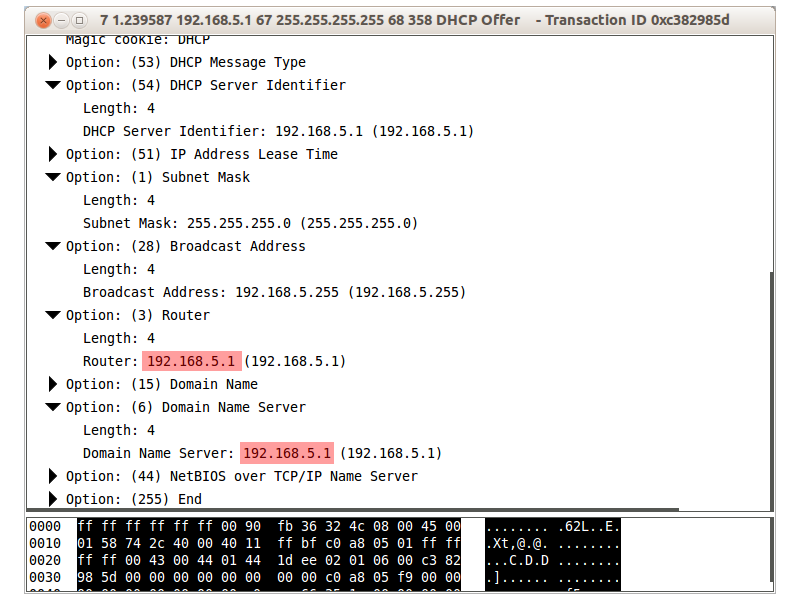 7 1.239587 192.168.5.1 67 255.255.255.255 68 358 DHCP Offer - Transaction ID 0xc382985d
Magic cookie: DHCP
Option: (53) DHCP Message Type
Option: (54) DHCP Server Identifier
Length: 4
DHCP Server Identifier: 192.168.5.1 (192.168.5.1)
Option: (51) IP Address Lease Time
Option: (1) Subnet Mask
Length: 4
Subnet Mask: 255.255.255.0 (255.255.255.0)
Option: (28) Broadcast Address
Length: 4
Broadcast Address: 192.168.5.255 (192.168.5.255)
Option: (3) Router
Length: 4
Router: 192.168.5.1 (192.168.5.1)
Option: (15) Domain Name
Option: (6) Domain Name Server
Length: 4
Domain Name Server: 192.168.5.1 (192.168.5.1)
Option: (44) NetBIOS over TCP/IP Name Server
Option: (255) End
0000 ff ff ff ff ff ff 00 90 fb 36 32 4c 08 00 45 00 ........ .62L..E.
0010 01 58 74 2c 40 00 40 11 ff bf c0 a8 05 01 ff ff .Xt,@.@. ........
0020 ff ff 00 43 00 44 01 44 1d ee 02 01 06 00 c3 82 ...C.D.D ........
0030 98 5d 00 00 00 00 00 00 00 00 c0 a8 05 f9 00 00 .]...... ........